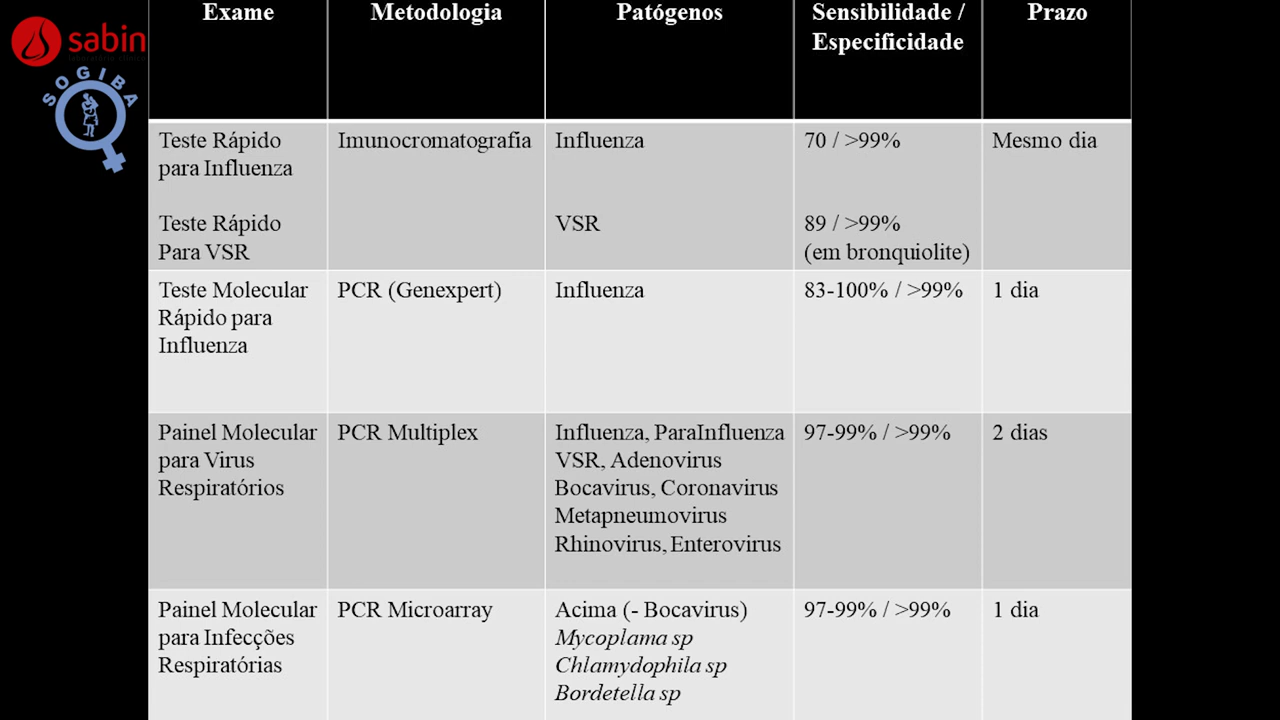 sabin
SOGIBA
Exame
Metodologia
Patógenos
Sensibilidade /
Especificidade
Prazo
Teste Rápido
para Influenza
Teste Rápido
Para VSR
Imunocromatografia
Influenza
VSR
70 / >99%
89 / >99%
(em bronquiolite)
Mesmo dia
Teste Molecular
Rápido para
Influenza
PCR (Genexpert)
Influenza
83-100% / >99%
1 dia
Painel Molecular
para Virus
Respiratórios
PCR Multiplex
Influenza, ParaInfluenza
VSR, Adenovirus
Bocavirus, Coronavirus
Metapneumovirus
Rhinovirus, Enterovirus
97-99% / >99%
2 dias
Painel Molecular
para Infecções
Respiratórias
PCR Microarray
Acima (- Bocavirus)
Mycoplama sp
Chlamydophila sp
Bordetella sp
97-99% / >99%
1 dia